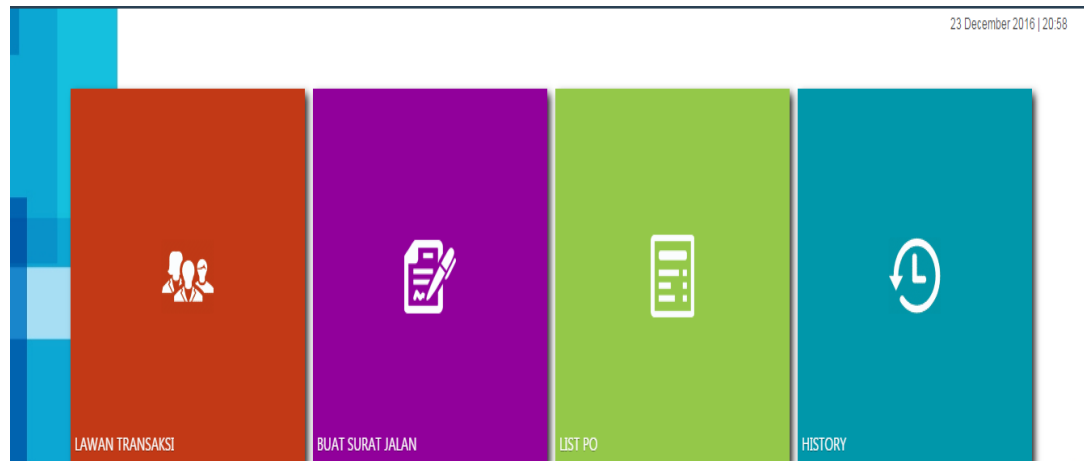 23 December 2016 | 20:58
LAWAN TRANSAKSI
BUAT SURAT JALAN
LIST PO
HISTORY